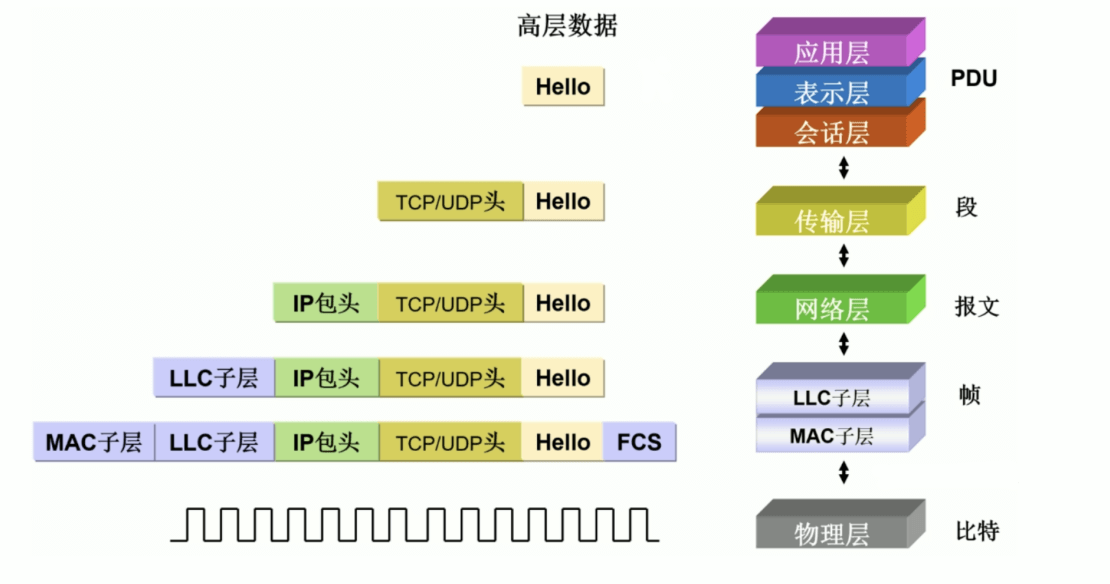 高层数据
应用层
Hello
表示层
PDU
会话层
TCP/UDP头 Hello
传输层
段
IP包头 TCP/UDP头 Hello
网络层
报文
LLC子层 IP包头 TCP/UDP头 Hello
LLC子层
帧
MAC子层 LLC子层 IP包头 TCP/UDP头 Hello FCS
MAC子层
物理层
比特